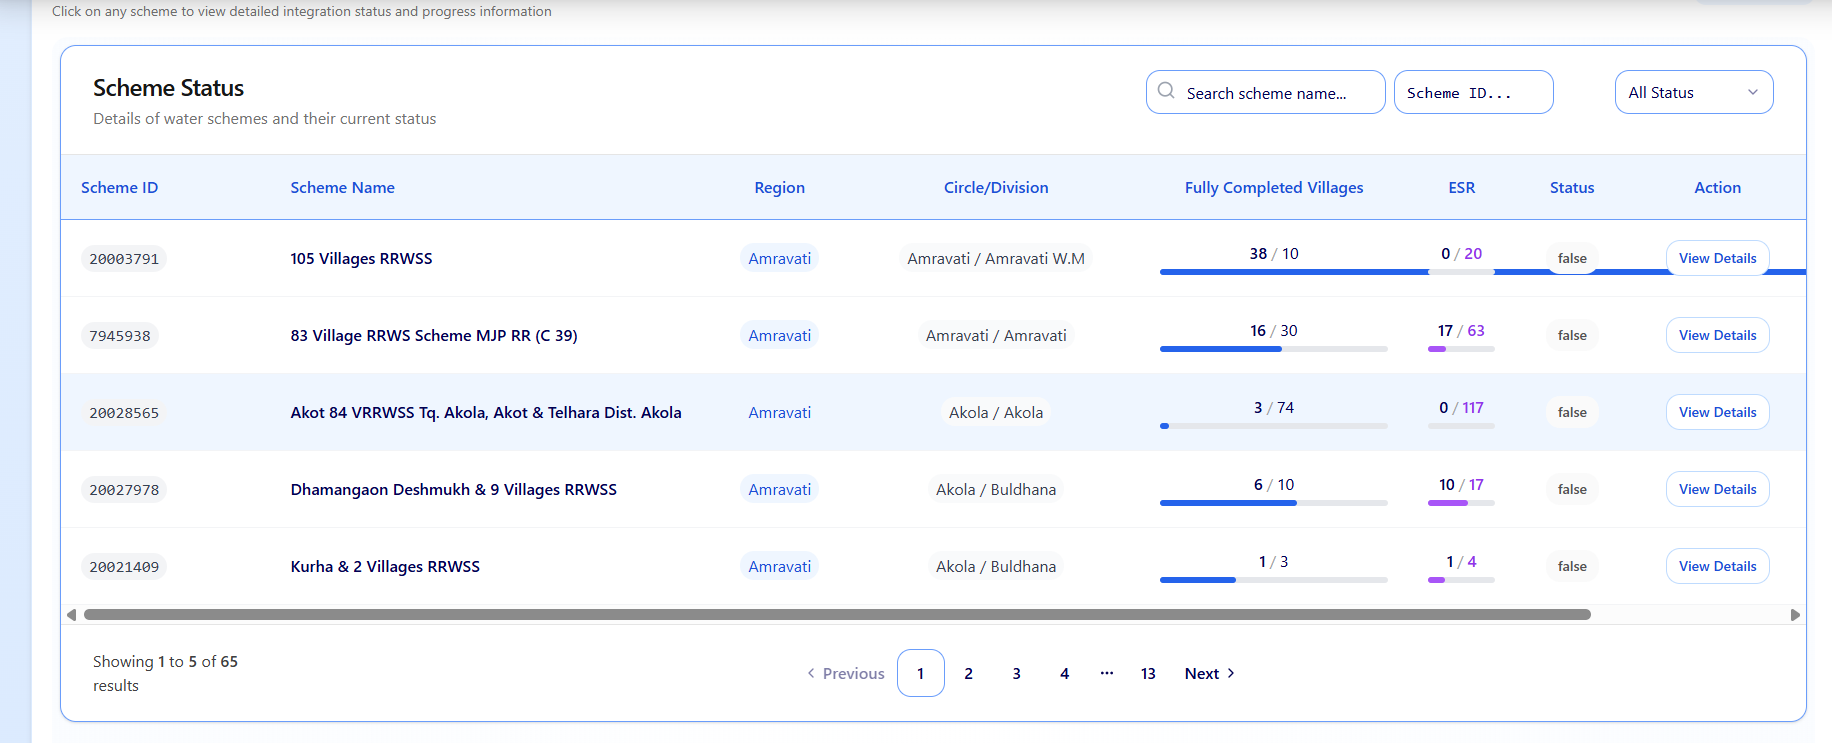 Click on any scheme to view detailed integration status and progress information
Scheme Status
Details of water schemes and their current status
Search scheme name...
Scheme ID...
All Status
Scheme ID Scheme Name Region Circle/Division Fully Completed Villages ESR Status Action
20003791 105 Villages RRWSS Amravati Amravati / Amravati W.M 38 / 10 0 / 20 false View Details
7945938 83 Village RRWS Scheme MJP RR (C 39) Amravati Amravati / Amravati 16 / 30 17 / 63 false View Details
20028565 Akot 84 VRRWSS Tq. Akola, Akot & Telhara Dist. Akola Amravati Akola / Akola 3 / 74 0 / 117 false View Details
20027978 Dhamangaon Deshmukh & 9 Villages RRWSS Amravati Akola / Buldhana 6 / 10 10 / 17 false View Details
20021409 Kurha & 2 Villages RRWSS Amravati Akola / Buldhana 1 / 3 1 / 4 false View Details
Showing 1 to 5 of 65
results
Previous 1 2 3 4 ... 13 Next